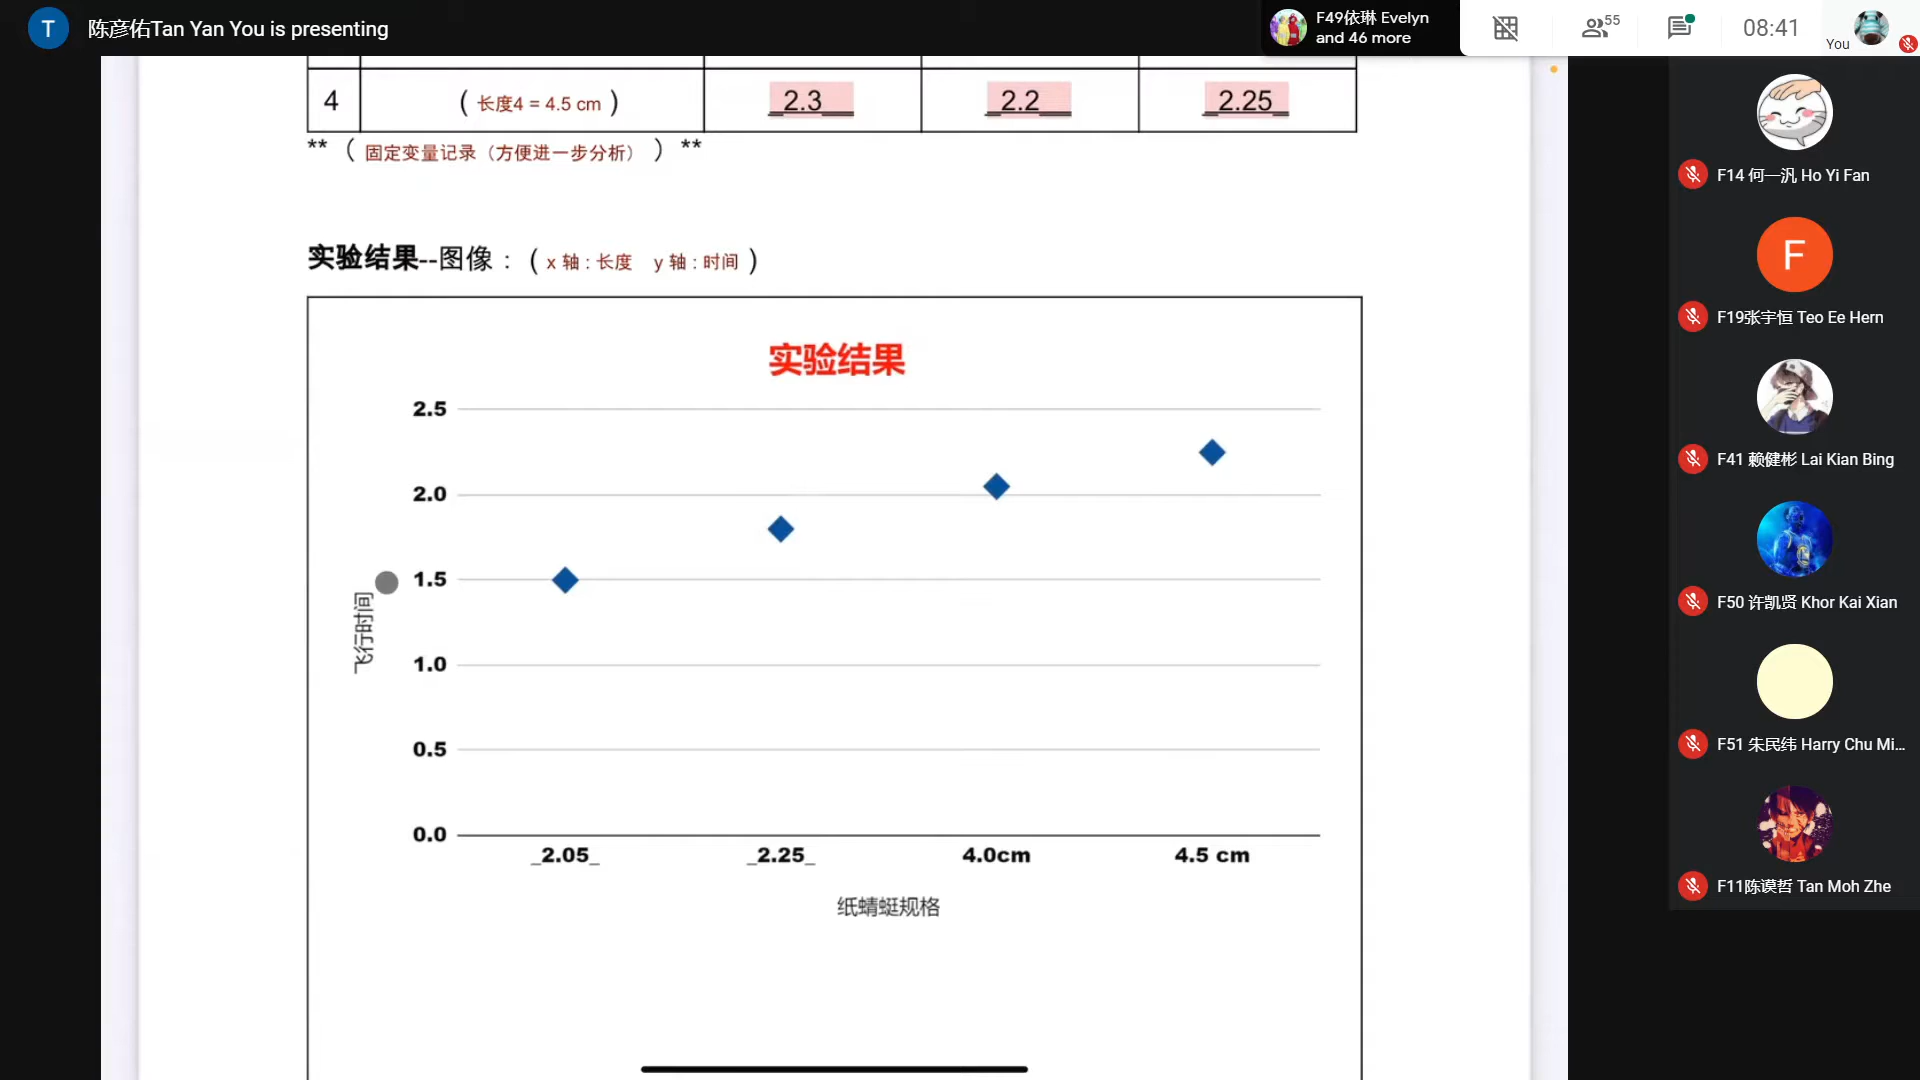 T
陈彦佑Tan Yan You is presenting
F49依琳 Evelyn
and 46 more
55
08:41
You
4 ( 长度4 = 4.5 cm ) _2.3__ _2.2__ _2.25_
** ( 固定变量记录（方便进一步分析） ) **
实验结果--图像：( x 轴 : 长度 y 轴 : 时间 )
实验结果
2.5
2.0
1.5
1.0
0.5
0.0
飞行时间
_2.05_ _2.25_ 4.0cm 4.5 cm
纸蜻蜓规格
F14 何一汎 Ho Yi Fan
F
F19张宇恒 Teo Ee Hern
F41 赖健彬 Lai Kian Bing
F50 许凯贤 Khor Kai Xian
F51 朱民纬 Harry Chu Mi...
F11陈谟哲 Tan Moh Zhe